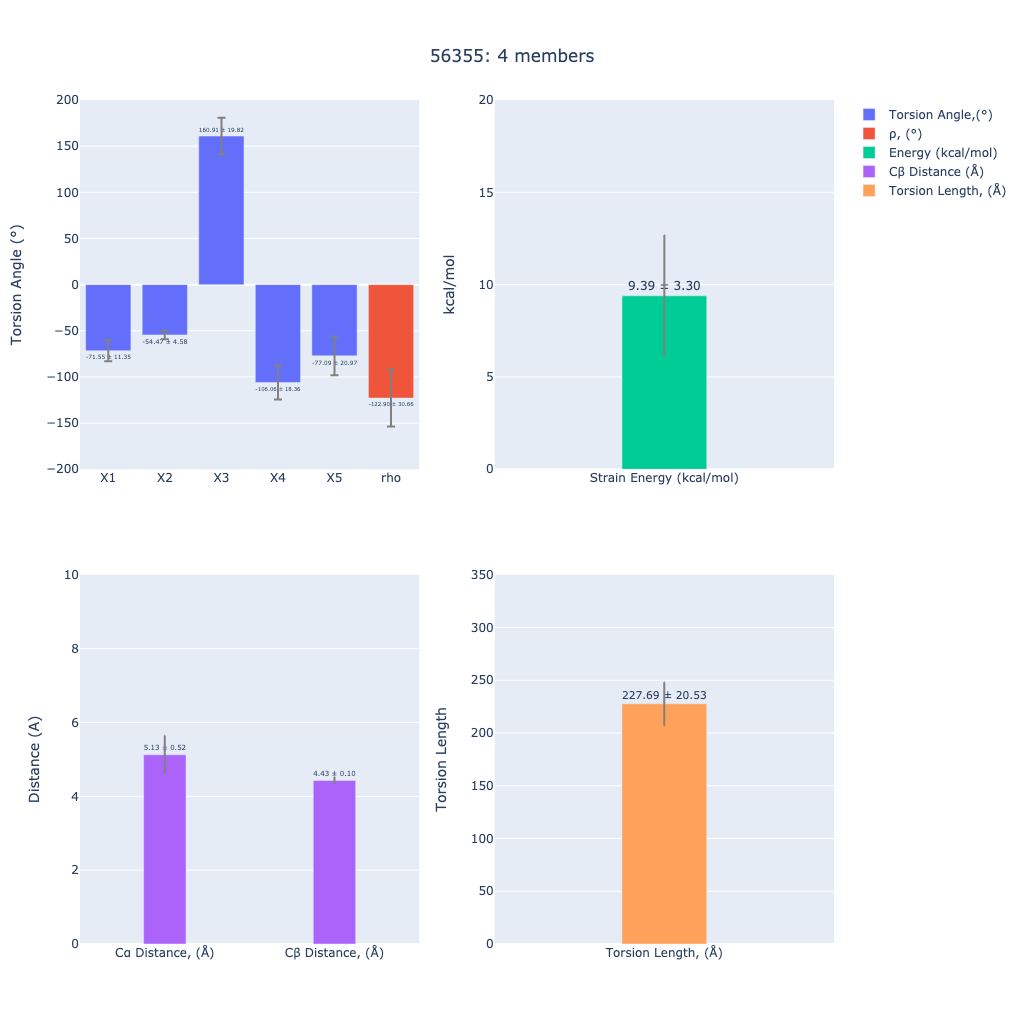 56355: 4 members
Torsion Angle (°)
200
150
100
50
0
−50
−100
−150
−200
160.91 ± 19.82
-71.55 ± 11.35
-54.47 ± 4.58
-106.06 ± 18.36
-77.09 ± 20.97
-122.90 ± 30.66
X1 X2 X3 X4 X5 rho
kcal/mol
20
15
10
5
0
9.39 ± 3.30
Strain Energy (kcal/mol)
Torsion Angle,(°)
ρ, (°)
Energy (kcal/mol)
Cβ Distance (Å)
Torsion Length, (Å)
Distance (A)
10
8
6
4
2
0
5.13 ± 0.52
4.43 ± 0.10
Cα Distance, (Å) Cβ Distance, (Å)
Torsion Length
350
300
250
200
150
100
50
0
227.69 ± 20.53
Torsion Length, (Å)